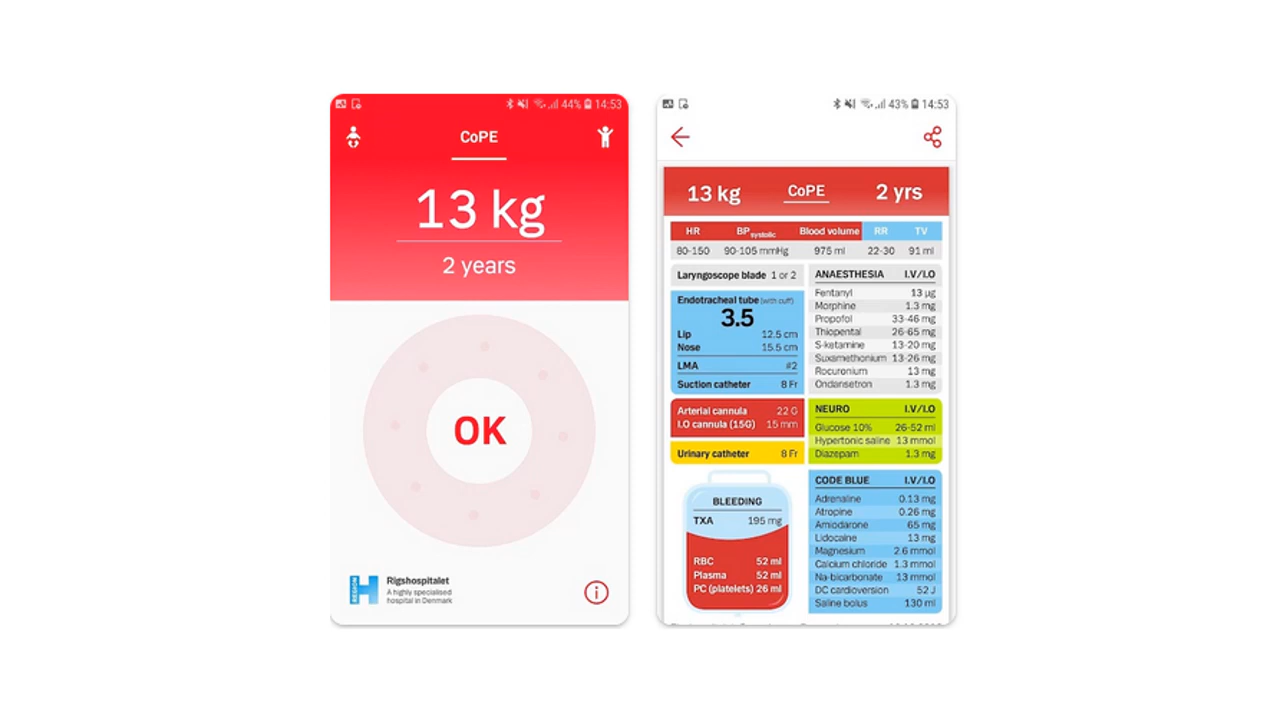 44% 14:53
CoPE
13 kg
2 years
OK
REGION
H
Rigshospitalet
A highly specialised
hospital in Denmark
i
43% 14:53
13 kg CoPE 2 yrs
HR BP systolic Blood volume RR TV
80-150 90-105 mmHg 975 ml 22-30 91 ml
Laryngoscope blade 1 or 2
Endotracheal tube (with cuff)
3.5
Lip 12.5 cm
Nose 15.5 cm
LMA #2
Suction catheter 8 Fr
Arterial cannula 22 G
I.O cannula (15G) 15 mm
Urinary catheter 8 Fr
BLEEDING
TXA 195 mg
RBC 52 ml
Plasma 52 ml
PC (platelets) 26 ml
ANAESTHESIA I.V/I.O
Fentanyl 13 µg
Morphine 1.3 mg
Propofol 33-46 mg
Thiopental 26-65 mg
S-ketamine 13-20 mg
Suxamethonium 13-26 mg
Rocuronium 13 mg
Ondansetron 1.3 mg
NEURO I.V/I.O
Glucose 10% 26-52 ml
Hypertonic saline 13 mmol
Diazepam 1.3 mg
CODE BLUE I.V/I.O
Adrenaline 0.13 mg
Atropine 0.26 mg
Amiodarone 65 mg
Lidocaine 13 mg
Magnesium 2.6 mmol
Calcium chloride 1.3 mmol
Na-bicarbonate 13 mmol
DC cardioversion 52 J
Saline bolus 130 ml